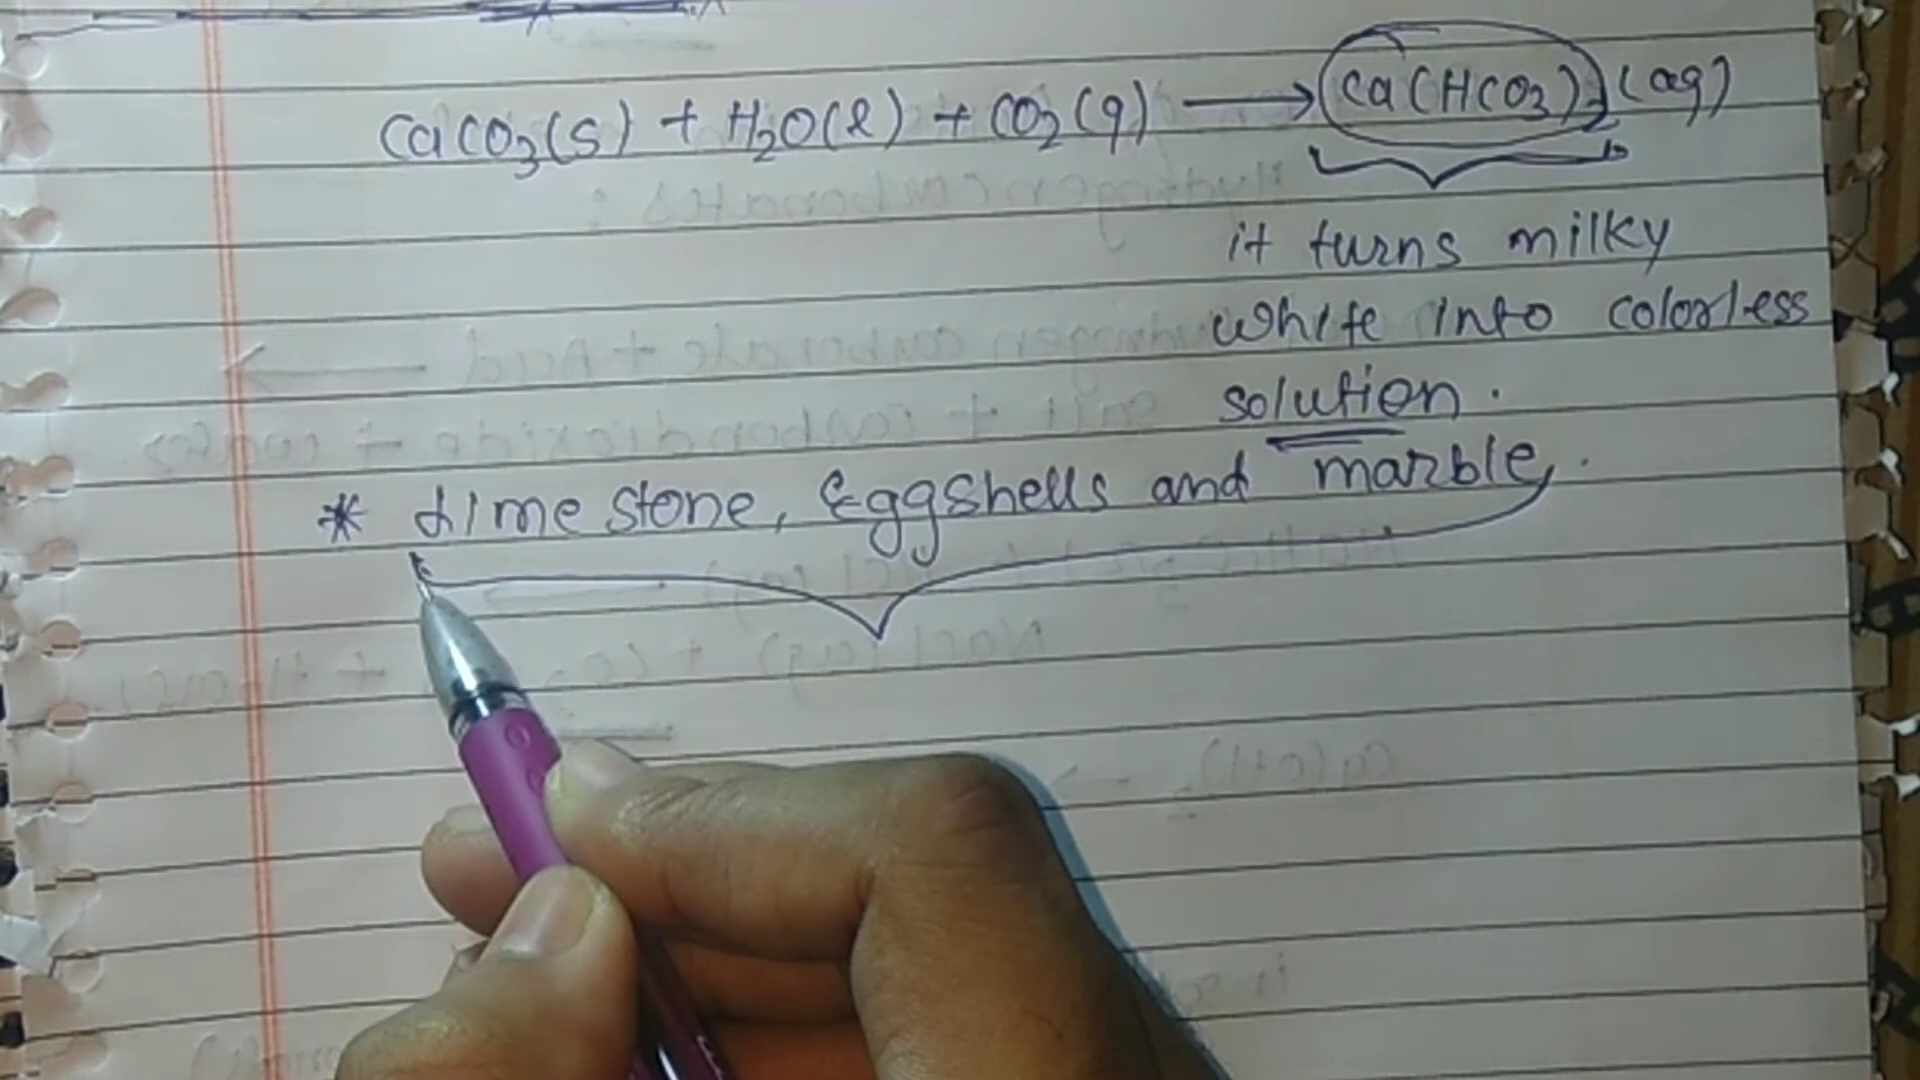 CaCO₃(s) + H₂O(l) + CO₂(g) → Ca(HCO₃)₂(aq)
it turns milky
white into colorless
solution.
* Lime stone, Eggshells and marble.